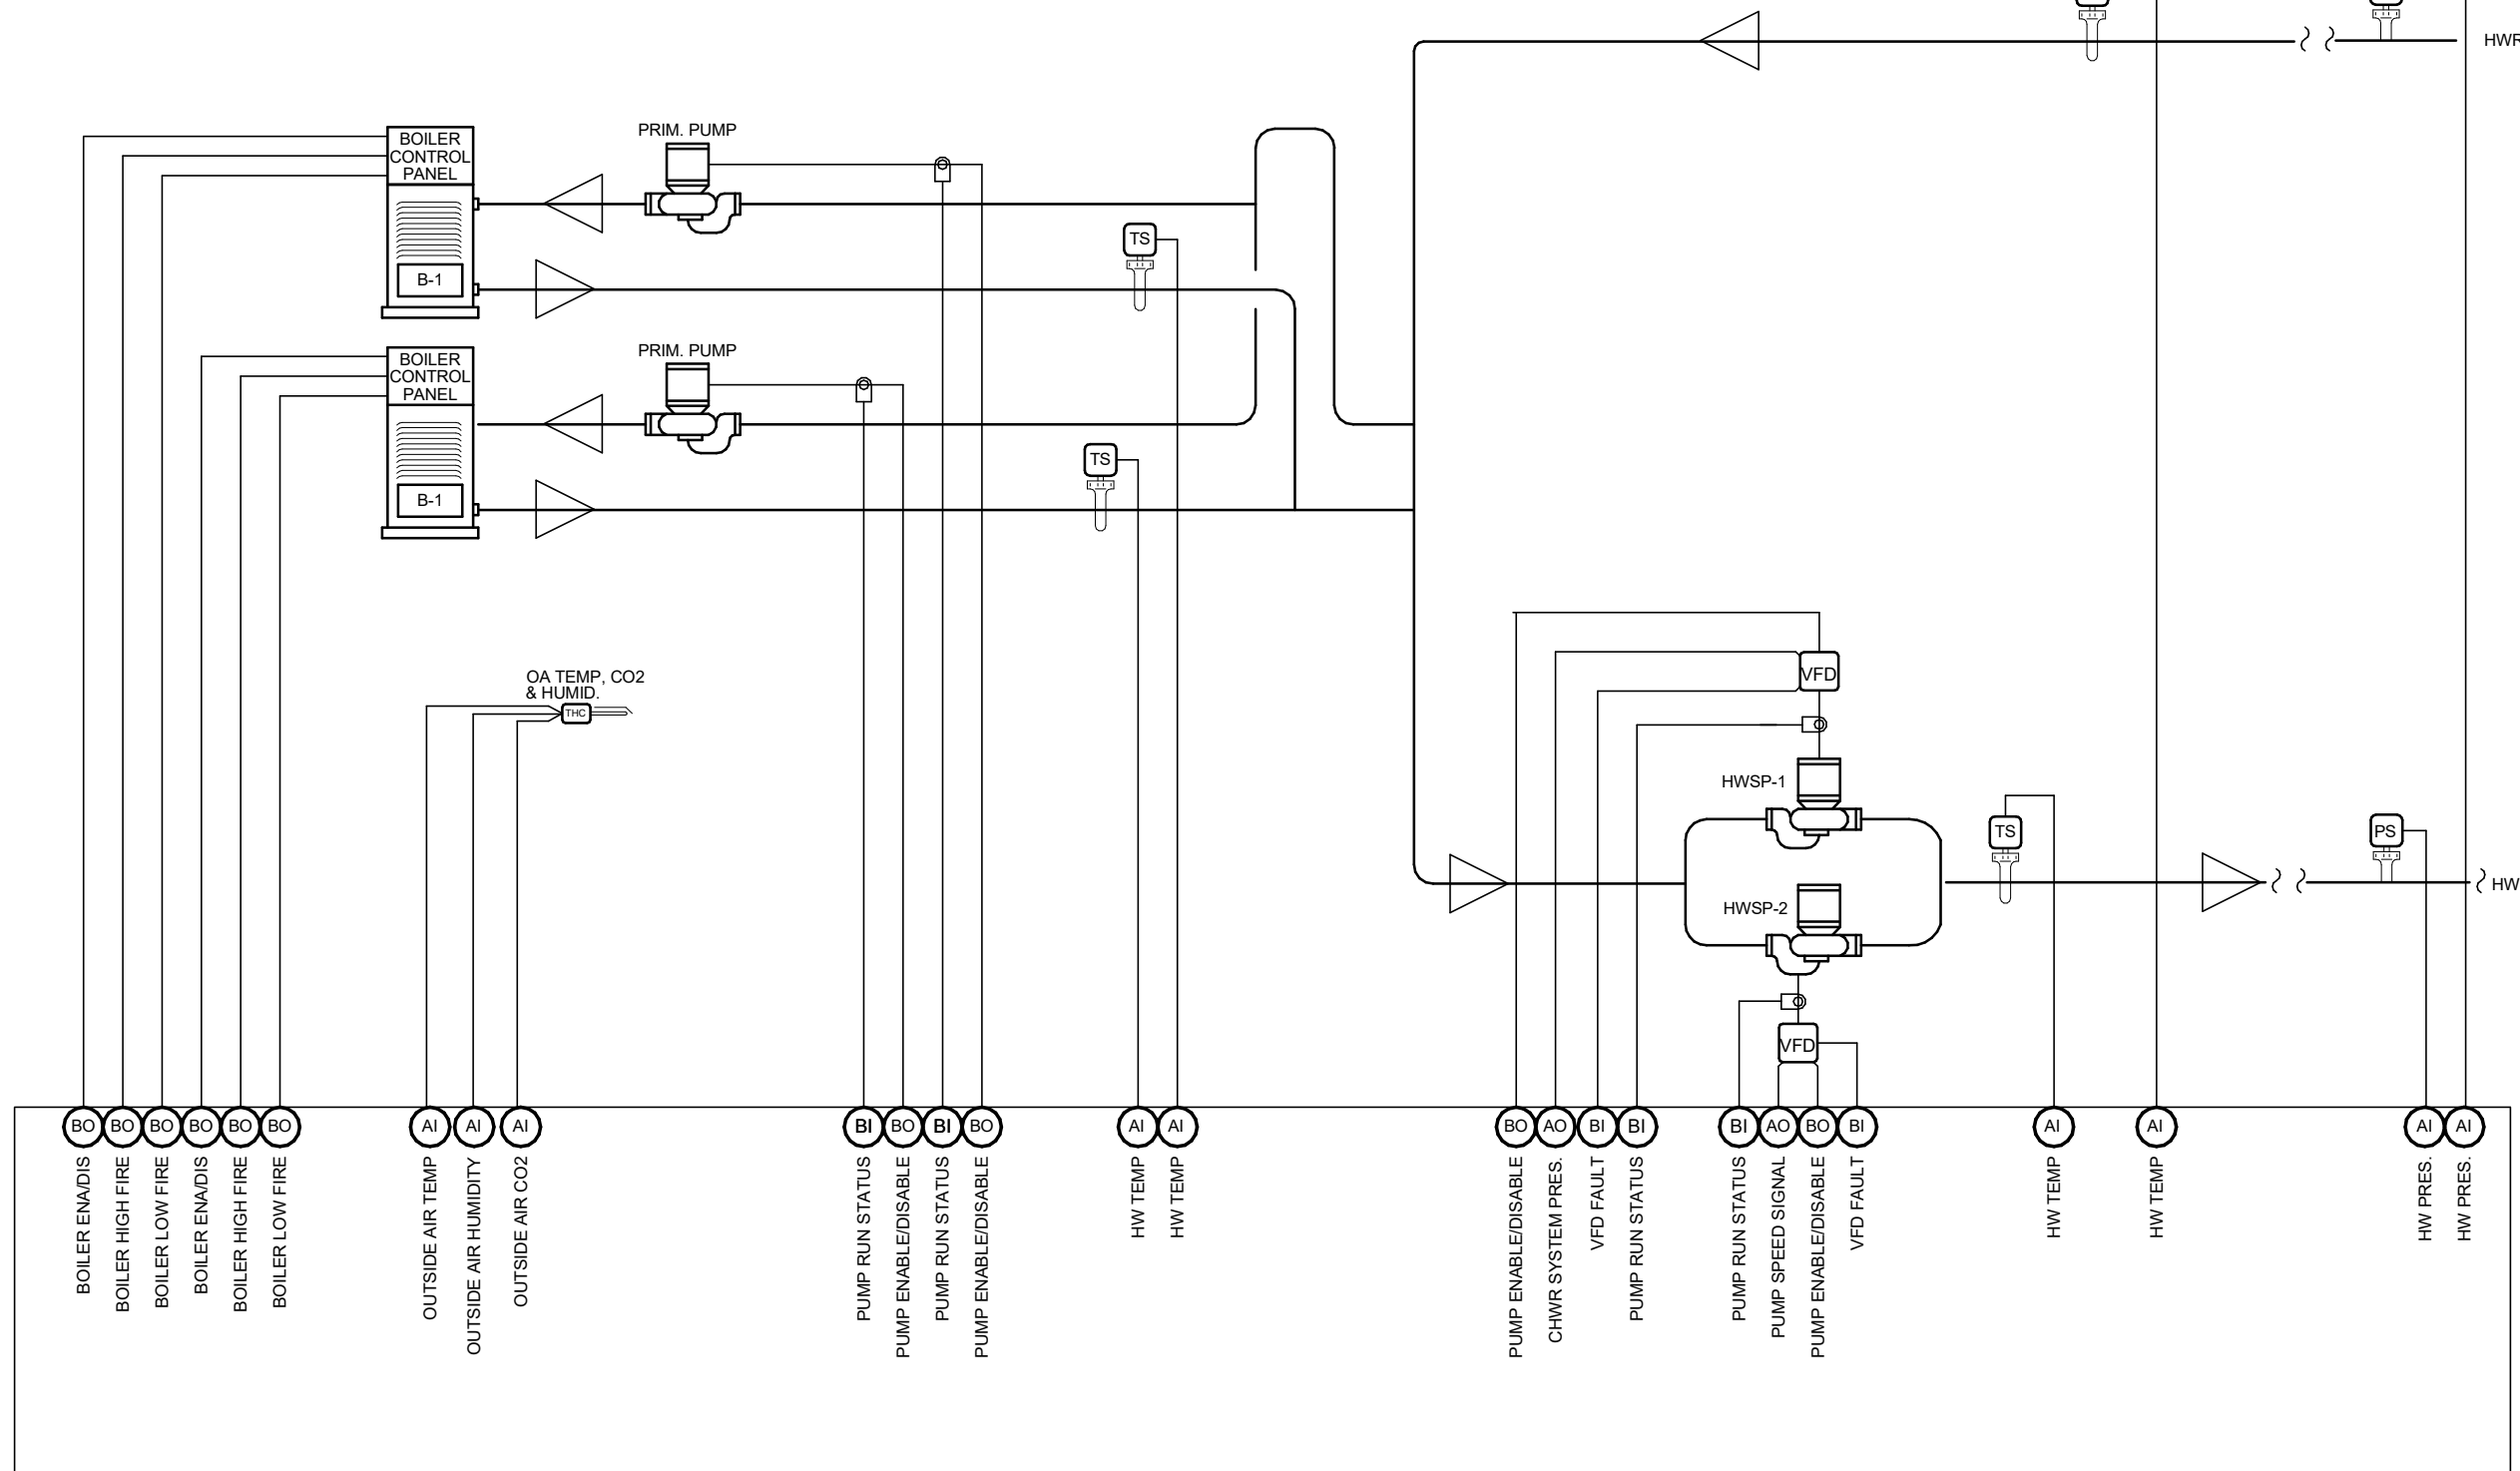 HWR
BOILER
CONTROL
PANEL
B-1
PRIM. PUMP
TS
BOILER
CONTROL
PANEL
B-1
PRIM. PUMP
TS
OA TEMP, CO2
& HUMID.
THC
VFD
HWSP-1
HWSP-2
VFD
TS
PS
HW
BO BO BO BO BO BO AI AI AI BI BO BI BO AI AI BO AO BI BI BI AO BO BI AI AI AI AI
BOILER ENA/DIS
BOILER HIGH FIRE
BOILER LOW FIRE
BOILER ENA/DIS
BOILER HIGH FIRE
BOILER LOW FIRE
OUTSIDE AIR TEMP
OUTSIDE AIR HUMIDITY
OUTSIDE AIR CO2
PUMP RUN STATUS
PUMP ENABLE/DISABLE
PUMP RUN STATUS
PUMP ENABLE/DISABLE
HW TEMP
HW TEMP
PUMP ENABLE/DISABLE
CHWR SYSTEM PRES.
VFD FAULT
PUMP RUN STATUS
PUMP RUN STATUS
PUMP SPEED SIGNAL
PUMP ENABLE/DISABLE
VFD FAULT
HW TEMP
HW TEMP
HW PRES.
HW PRES.